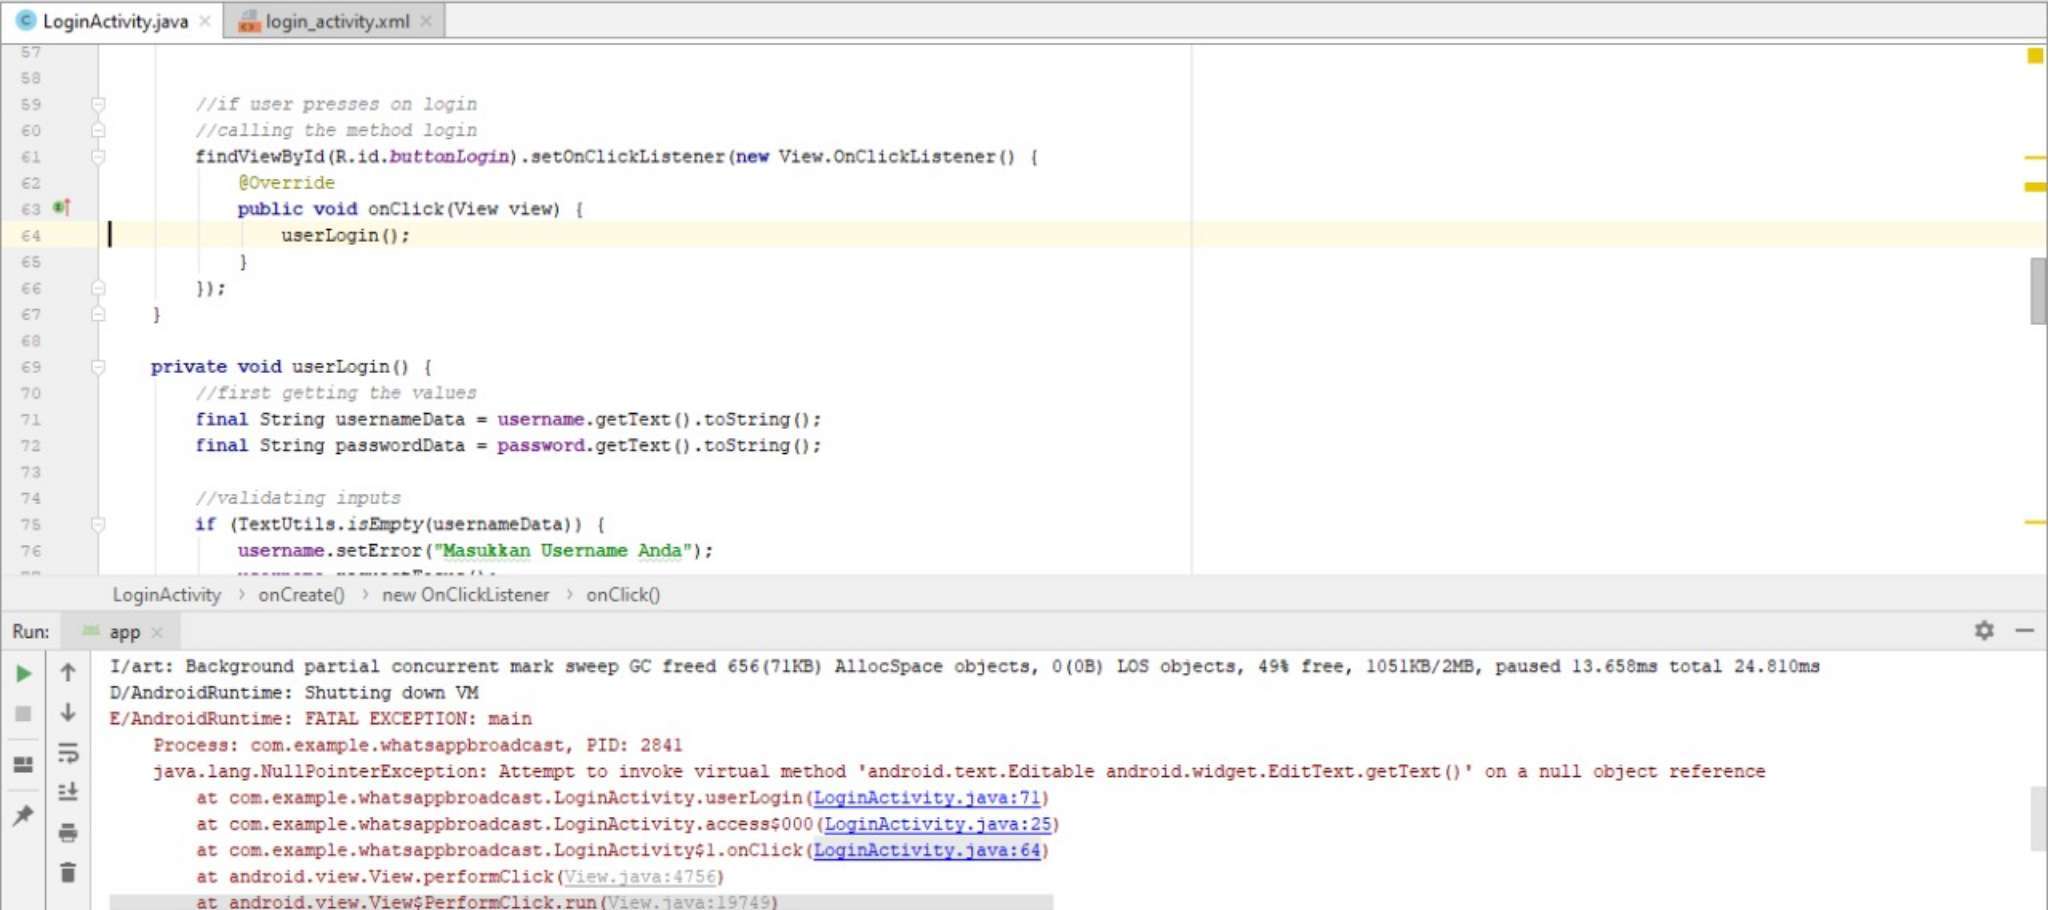 LoginActivity.java login_activity.xml
57
58
59 //if user presses on login
60 //calling the method login
61 findViewById(R.id.buttonLogin).setOnClickListener(new View.OnClickListener() {
62 @Override
63 public void onClick(View view) {
64 userLogin();
65 }
66 });
67 }
68
69 private void userLogin() {
70 //first getting the values
71 final String usernameData = username.getText().toString();
72 final String passwordData = password.getText().toString();
73
74 //validating inputs
75 if (TextUtils.isEmpty(usernameData)) {
76 username.setError("Masukkan Username Anda");
LoginActivity › onCreate() › new OnClickListener › onClick()
Run: app
I/art: Background partial concurrent mark sweep GC freed 656(71KB) AllocSpace objects, 0(0B) LOS objects, 49% free, 1051KB/2MB, paused 13.658ms total 24.810ms
D/AndroidRuntime: Shutting down VM
E/AndroidRuntime: FATAL EXCEPTION: main
Process: com.example.whatsappbroadcast, PID: 2841
java.lang.NullPointerException: Attempt to invoke virtual method 'android.text.Editable android.widget.EditText.getText()' on a null object reference
at com.example.whatsappbroadcast.LoginActivity.userLogin(LoginActivity.java:71)
at com.example.whatsappbroadcast.LoginActivity.access$000(LoginActivity.java:25)
at com.example.whatsappbroadcast.LoginActivity$1.onClick(LoginActivity.java:64)
at android.view.View.performClick(View.java:4756)
at android.view.View$PerformClick.run(View.java:19749)